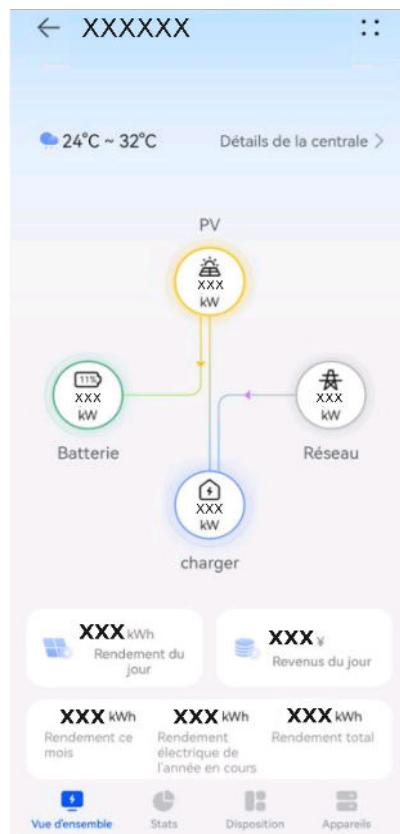 XXXXXX
24°C ~ 32°C
Détails de la centrale
PV
XXX
kW
11%
XXX
kW
XXX
kW
Batterie
Réseau
XXX
kW
charger
XXX kWh
Rendement du
jour
XXX ¥
Revenus du jour
XXX kWh
Rendement ce
mois
XXX kWh
Rendement
électrique de
l'année en cours
XXX kWh
Rendement total
Vue d'ensemble
Stats
Disposition
Appareils